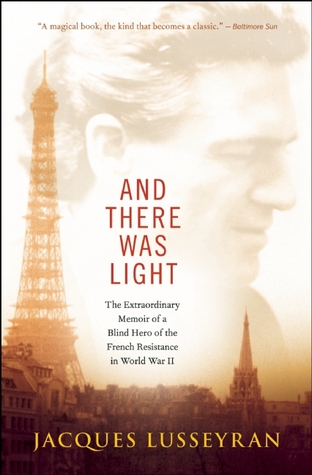 "A magical book, the kind that becomes a classic." – Baltimore Sun
AND
THERE
WAS
LIGHT
The Extraordinary
Memoir of a
Blind Hero of the
French Resistance
in World War II
JACQUES LUSSEYRAN